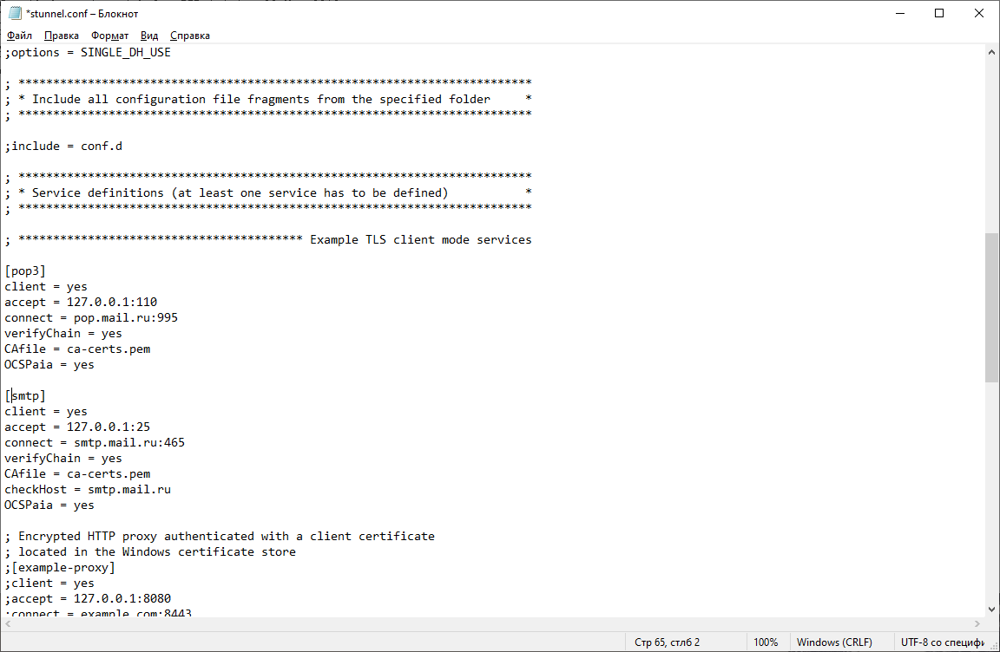 *stunnel.conf – Блокнот
Файл Правка Формат Вид Справка
;options = SINGLE_DH_USE
; **************************************************************************
; * Include all configuration file fragments from the specified folder     *
; **************************************************************************
;include = conf.d
; **************************************************************************
; * Service definitions (at least one service has to be defined)           *
; **************************************************************************
; ***************************************** Example TLS client mode services
[pop3]
client = yes
accept = 127.0.0.1:110
connect = pop.mail.ru:995
verifyChain = yes
CAfile = ca-certs.pem
OCSPaia = yes
[smtp]
client = yes
accept = 127.0.0.1:25
connect = smtp.mail.ru:465
verifyChain = yes
CAfile = ca-certs.pem
checkHost = smtp.mail.ru
OCSPaia = yes
; Encrypted HTTP proxy authenticated with a client certificate
; located in the Windows certificate store
;[example-proxy]
;client = yes
;accept = 127.0.0.1:8080
;connect = example.com:8443
Стр 65, стлб 2 100% Windows (CRLF) UTF-8 со специфи